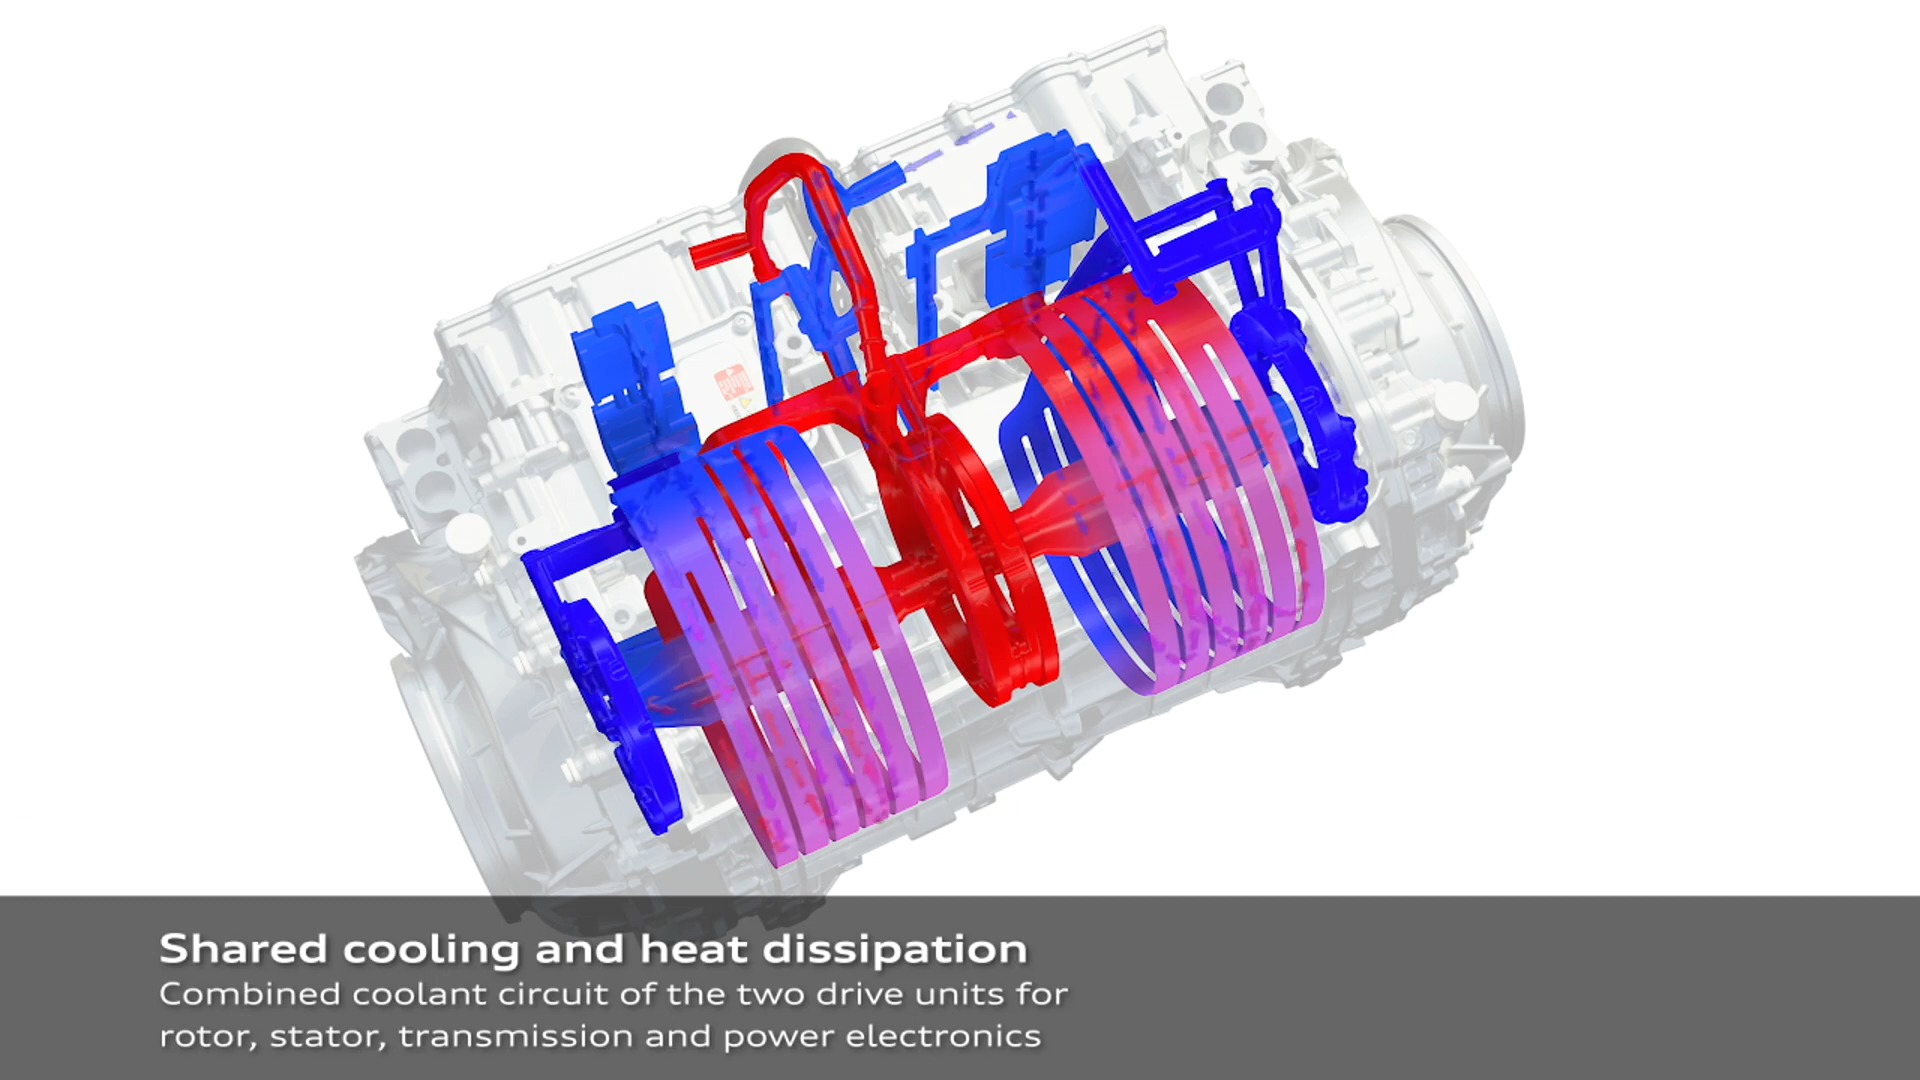 Shared cooling and heat dissipation
Combined coolant circuit of the two drive units for
rotor, stator, transmission and power electronics